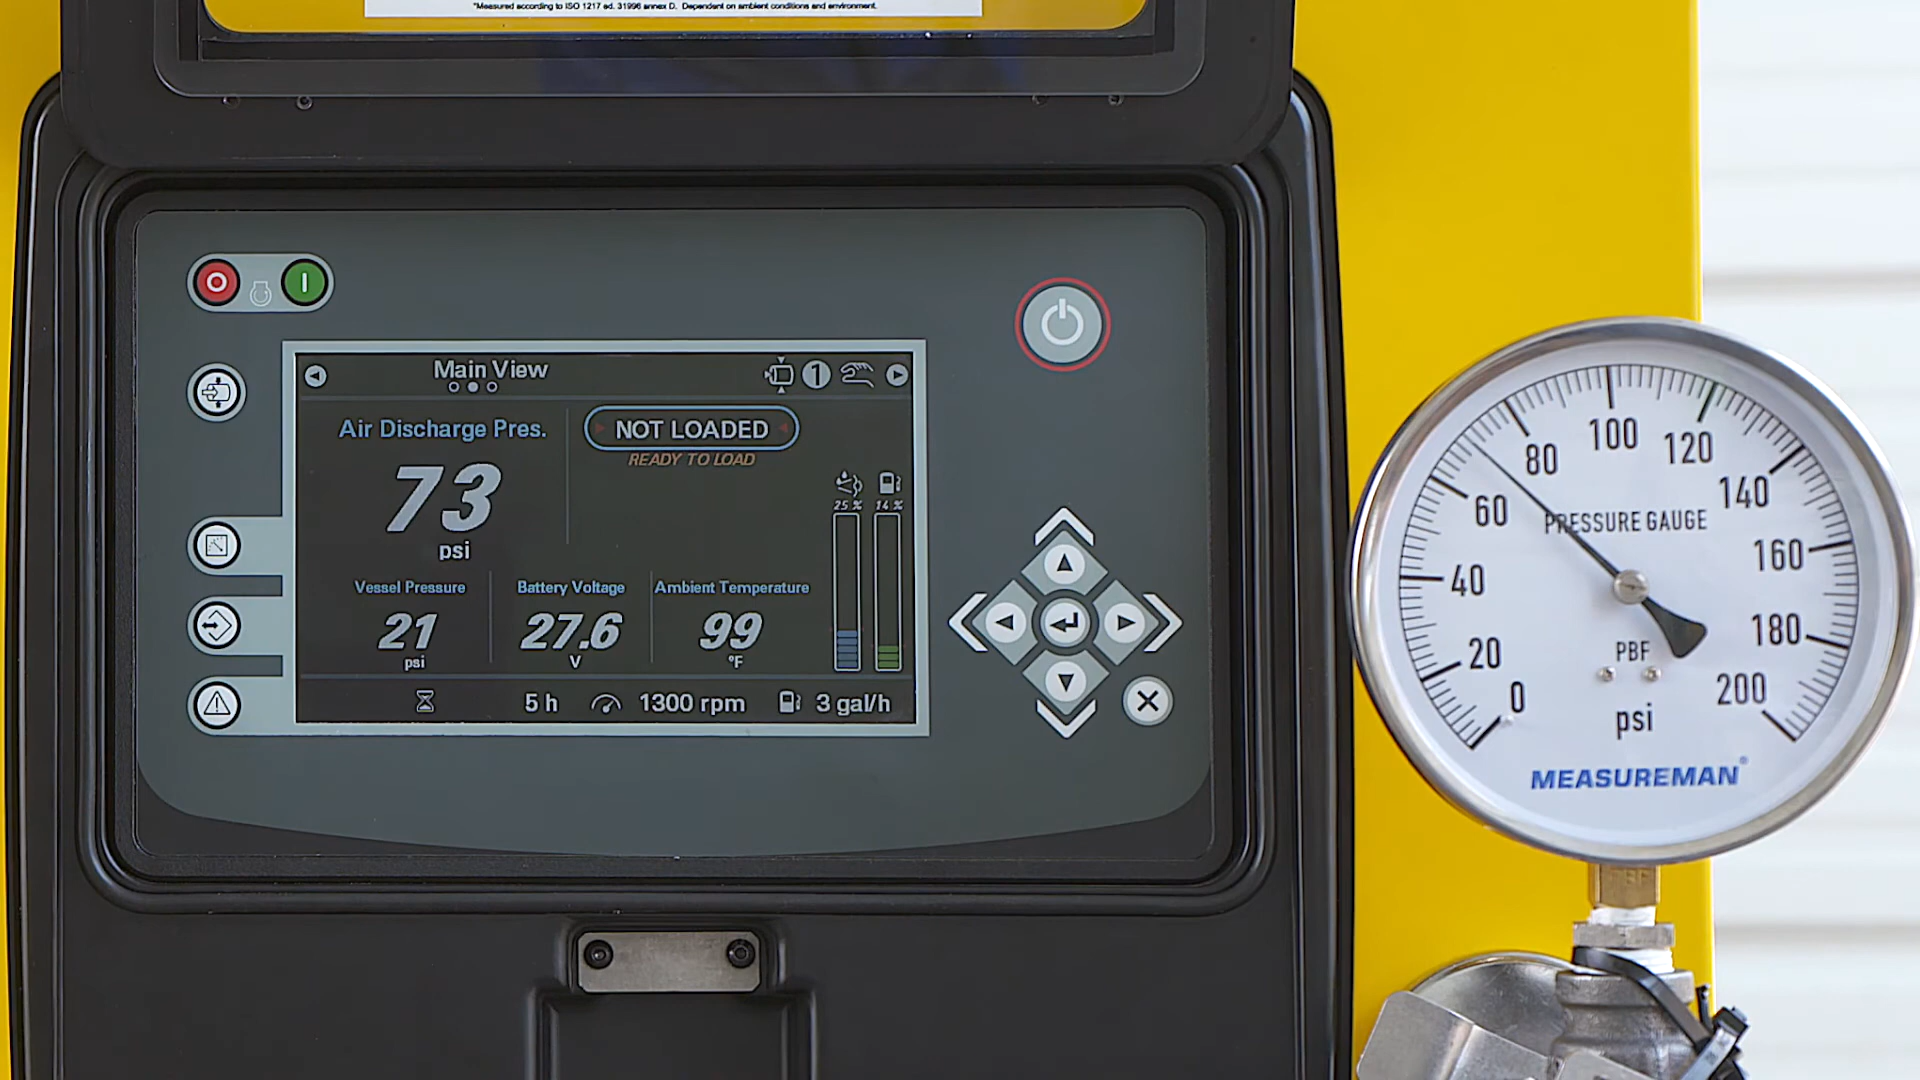 *Measured according to ISO 1217 ed. 31996 annex D. Dependent on ambient conditions and environment.
Main View
1
Air Discharge Pres.
NOT LOADED
READY TO LOAD
73
psi
25 %
14 %
Vessel Pressure
Battery Voltage
Ambient Temperature
21
27.6
99
psi
V
°F
5 h
1300 rpm
3 gal/h
0
20
40
60
80
100
120
140
160
180
200
PRESSURE GAUGE
PBF
psi
MEASUREMAN®